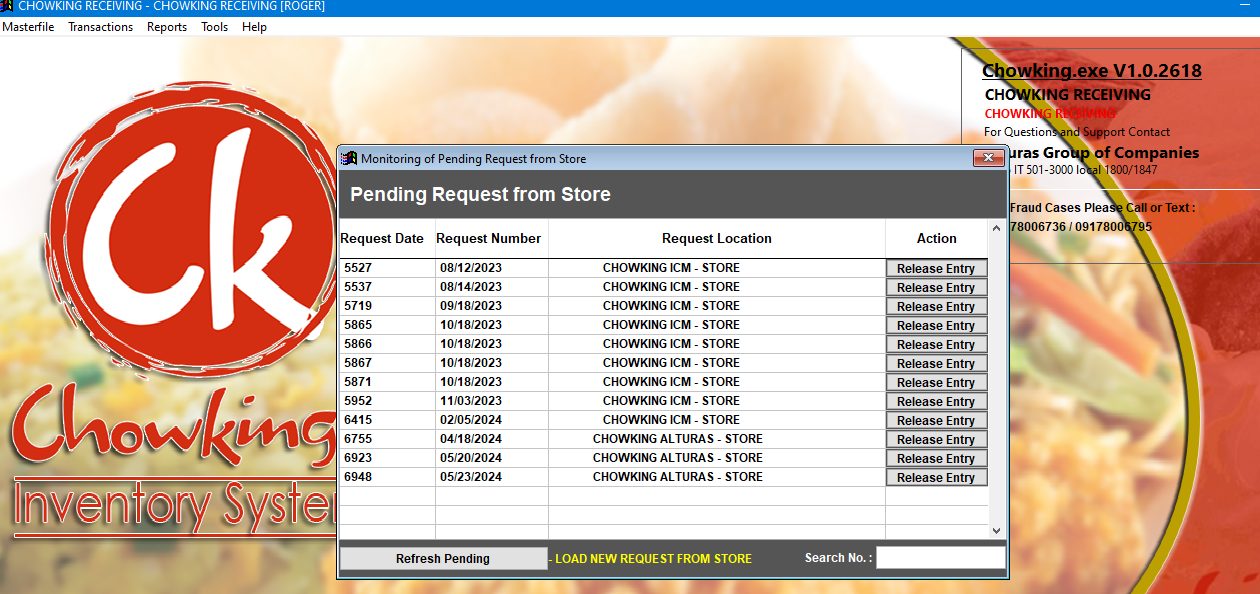 CHOWKING RECEIVING - CHOWKING RECEIVING [ROGER]
Masterfile Transactions Reports Tools Help
Chowking.exe V1.0.2618
CHOWKING RECEIVING
CHOWKING RECEIVING
For Questions and Support Contact
uras Group of Companies
IT 501-3000 local 1800/1847
Fraud Cases Please Call or Text :
78006736 / 09178006795
Ck
Chowking
Inventory Syste
Monitoring of Pending Request from Store
Pending Request from Store
Request Date Request Number Request Location Action
5527 08/12/2023 CHOWKING ICM - STORE Release Entry
5537 08/14/2023 CHOWKING ICM - STORE Release Entry
5719 09/18/2023 CHOWKING ICM - STORE Release Entry
5865 10/18/2023 CHOWKING ICM - STORE Release Entry
5866 10/18/2023 CHOWKING ICM - STORE Release Entry
5867 10/18/2023 CHOWKING ICM - STORE Release Entry
5871 10/18/2023 CHOWKING ICM - STORE Release Entry
5952 11/03/2023 CHOWKING ICM - STORE Release Entry
6415 02/05/2024 CHOWKING ICM - STORE Release Entry
6755 04/18/2024 CHOWKING ALTURAS - STORE Release Entry
6923 05/20/2024 CHOWKING ALTURAS - STORE Release Entry
6948 05/23/2024 CHOWKING ALTURAS - STORE Release Entry
Refresh Pending - LOAD NEW REQUEST FROM STORE Search No. :